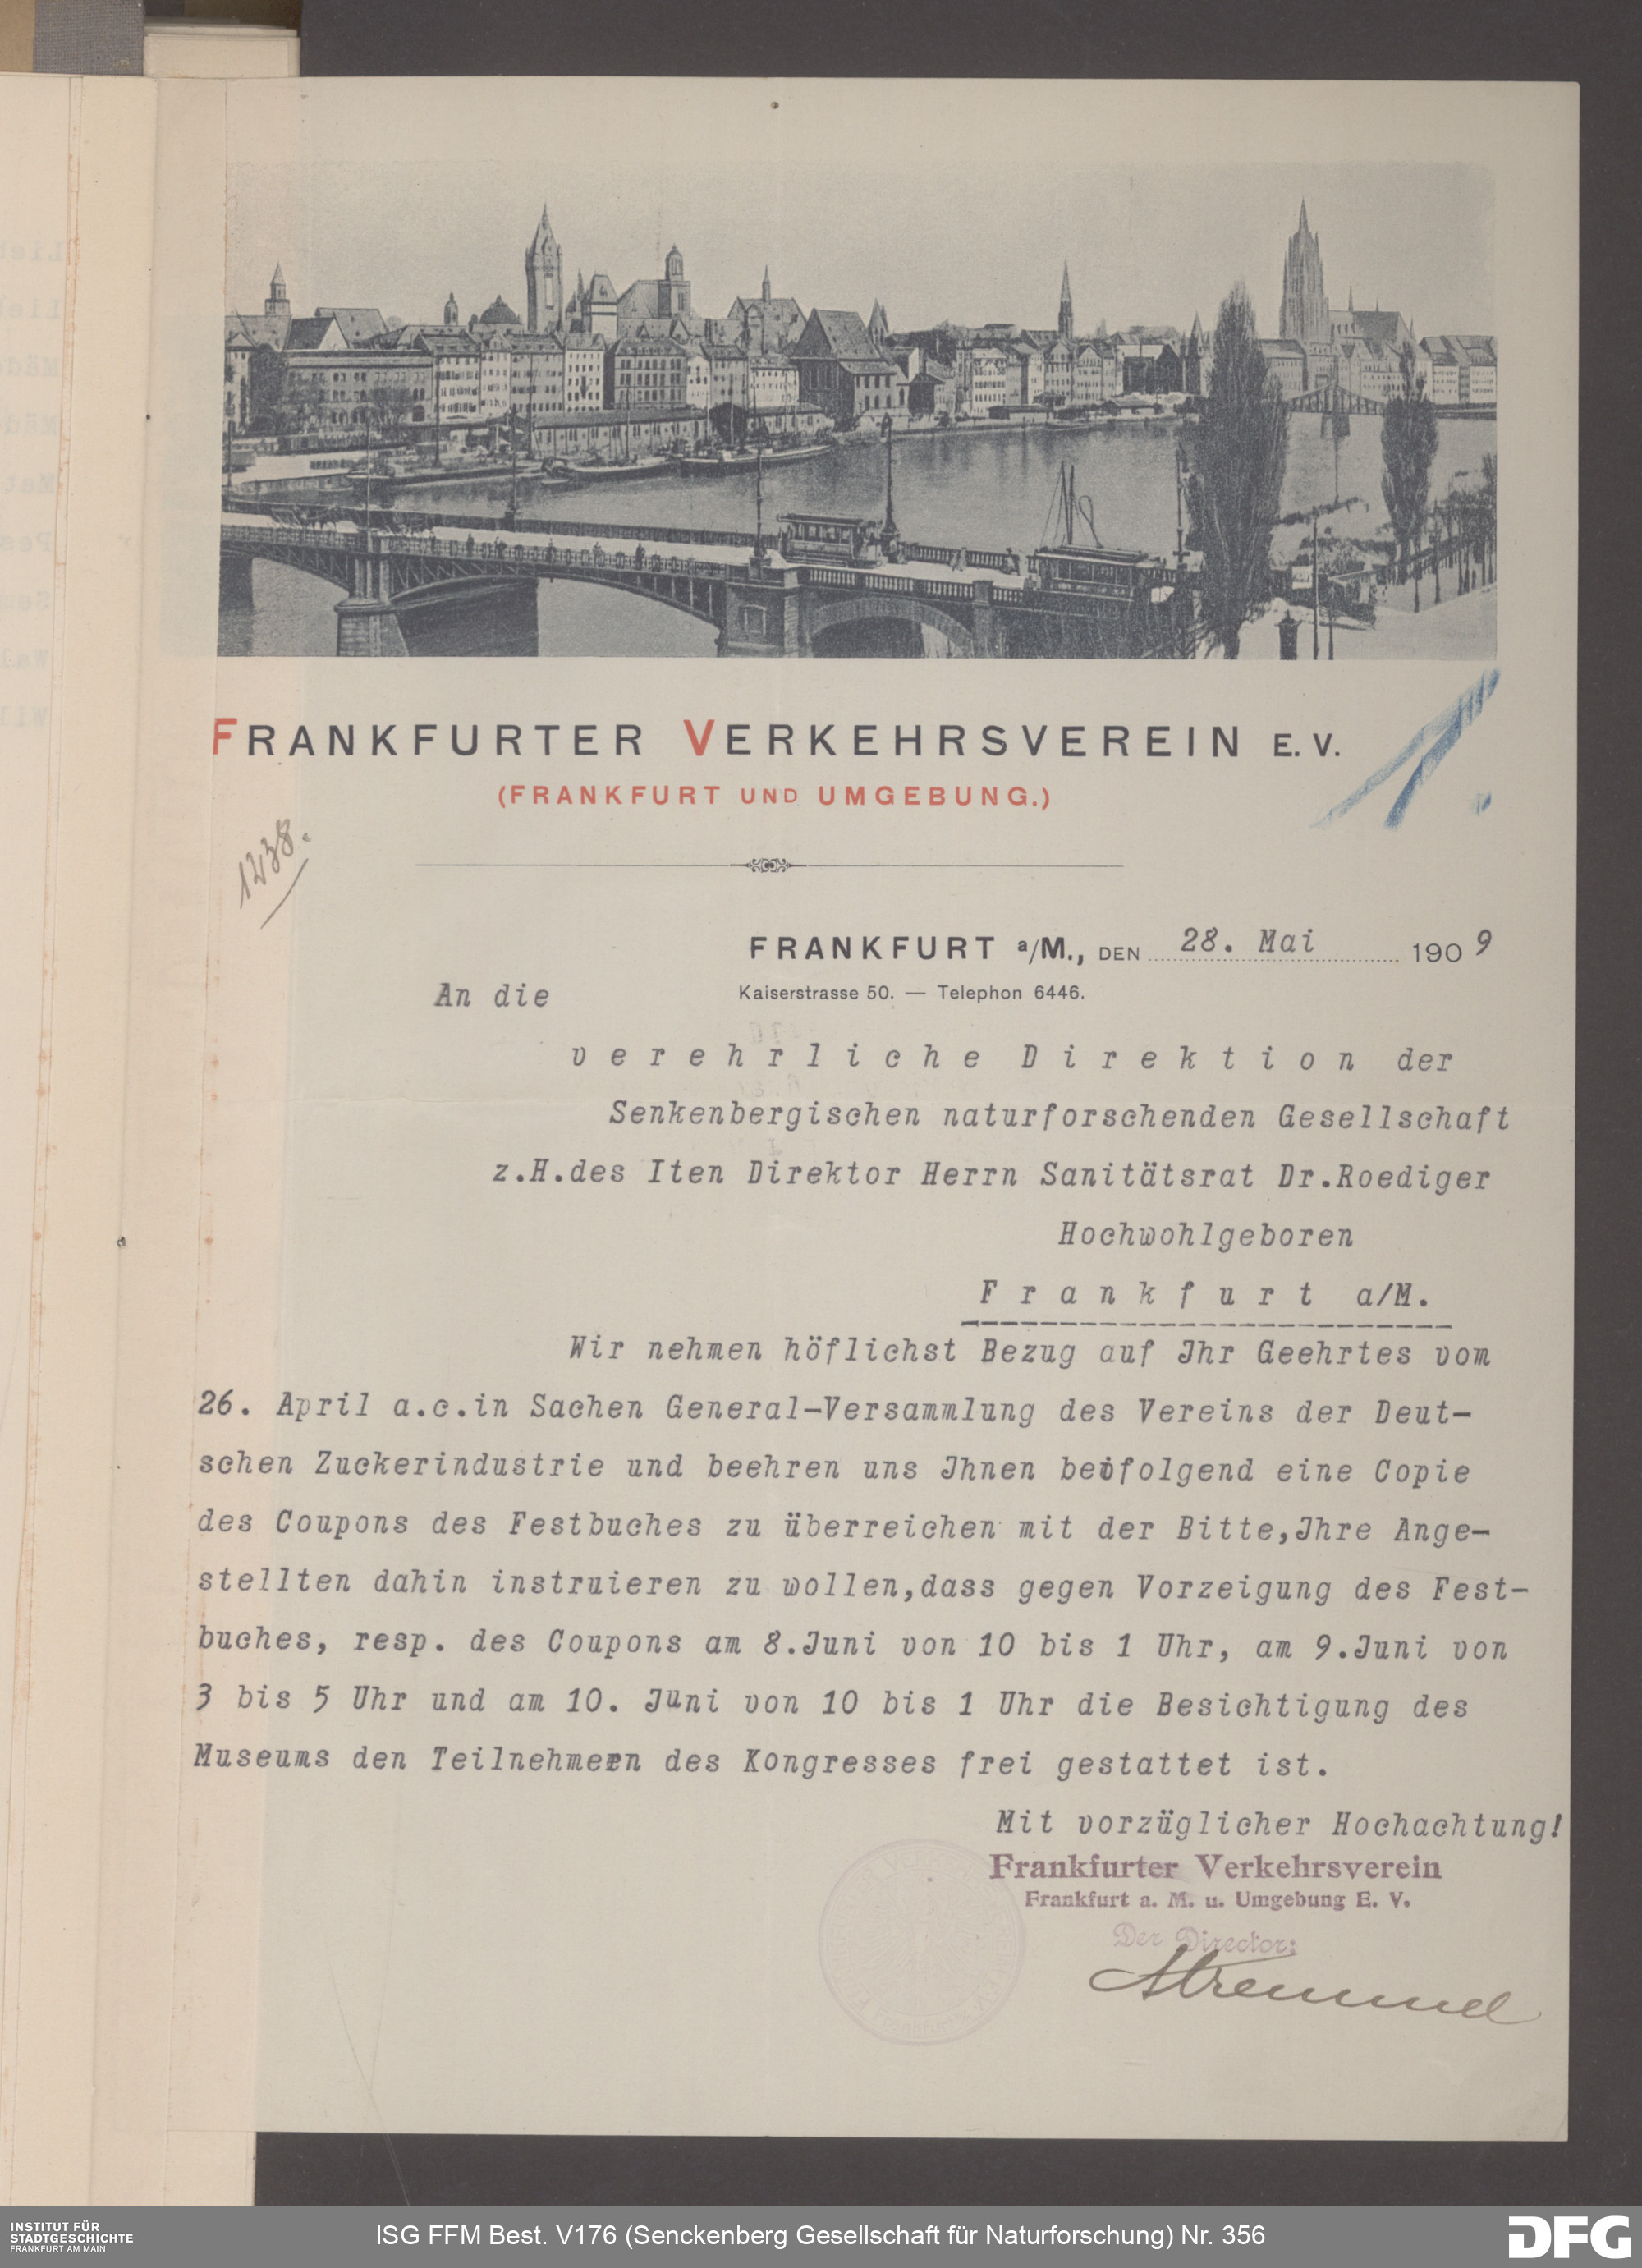 FRANKFURTER VERKEHRSVEREIN E. V.
(FRANKFURT UND UMGEBUNG.)
1238.
FRANKFURT a/M., DEN 28. Mai 1909
Kaiserstrasse 50. — Telephon 6446.
An die
verehrliche Direktion der
Senkenbergischen naturforschenden Gesellschaft
z.H.des Iten Direktor Herrn Sanitätsrat Dr.Roediger
Hochwohlgeboren
Frankfurt a/M.
Wir nehmen höflichst Bezug auf Jhr Geehrtes vom
26. April a.c.in Sachen General-Versammlung des Vereins der Deut-
schen Zuckerindustrie und beehren uns Jhnen beifolgend eine Copie
des Coupons des Festbuches zu überreichen mit der Bitte,Jhre Ange-
stellten dahin instruieren zu wollen,dass gegen Vorzeigung des Fest-
buches, resp. des Coupons am 8.Juni von 10 bis 1 Uhr, am 9.Juni von
3 bis 5 Uhr und am 10. Juni von 10 bis 1 Uhr die Besichtigung des
Museums den Teilnehmern des Kongresses frei gestattet ist.
Mit vorzüglicher Hochachtung!
Frankfurter Verkehrsverein
Frankfurt a. M. u. Umgebung E. V.
Der Director:
INSTITUT FÜR
STADTGESCHICHTE
FRANKFURT AM MAIN
ISG FFM Best. V176 (Senckenberg Gesellschaft für Naturforschung) Nr. 356
DFG